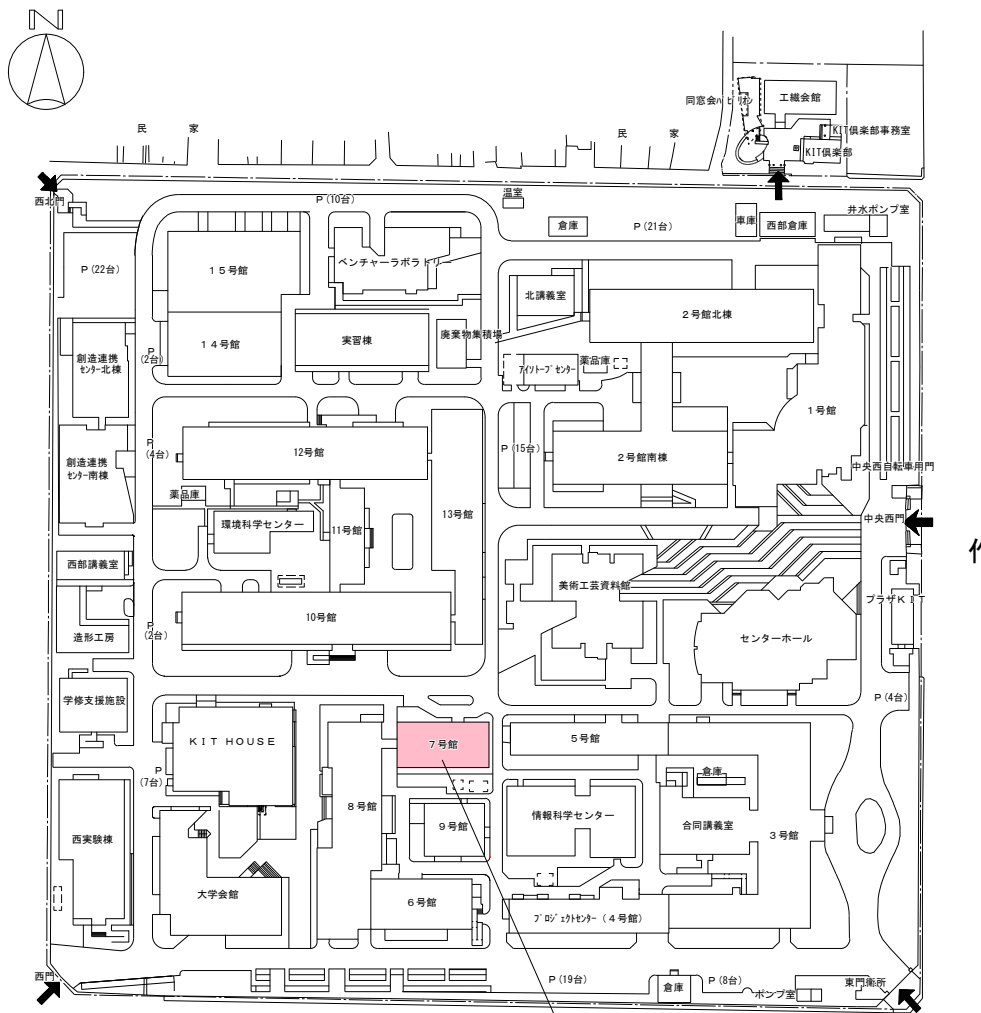 N
同窓会パビリオン
工繊会館
民　家
民　家
KIT倶楽部事務室
KIT倶楽部
西北門
P(10台)
温室
倉庫
P(21台)
車庫
西部倉庫
井水ポンプ室
P(22台)
15号館
ベンチャーラボラトリー
北講義室
2号館北棟
14号館
実習棟
廃棄物集積場
P
(2台)
創造連携
センター北棟
アイソトープセンター
薬品庫
1号館
P
(4台)
12号館
P(15台)
2号館南棟
創造連携
センター南棟
中央西自転車用門
薬品庫
環境科学センター
11号館
13号館
中央西門
西部講義室
美術工芸資料館
プラザKIT
造形工房
P
(2台)
10号館
センターホール
学修支援施設
P(4台)
KIT HOUSE
7号館
5号館
P
(7台)
倉庫
8号館
9号館
情報科学センター
合同講義室
3号館
西実験棟
大学会館
6号館
プロジェクトセンター(4号館)
西門
P(19台)
倉庫
P(8台)
ポンプ室
東門衛所